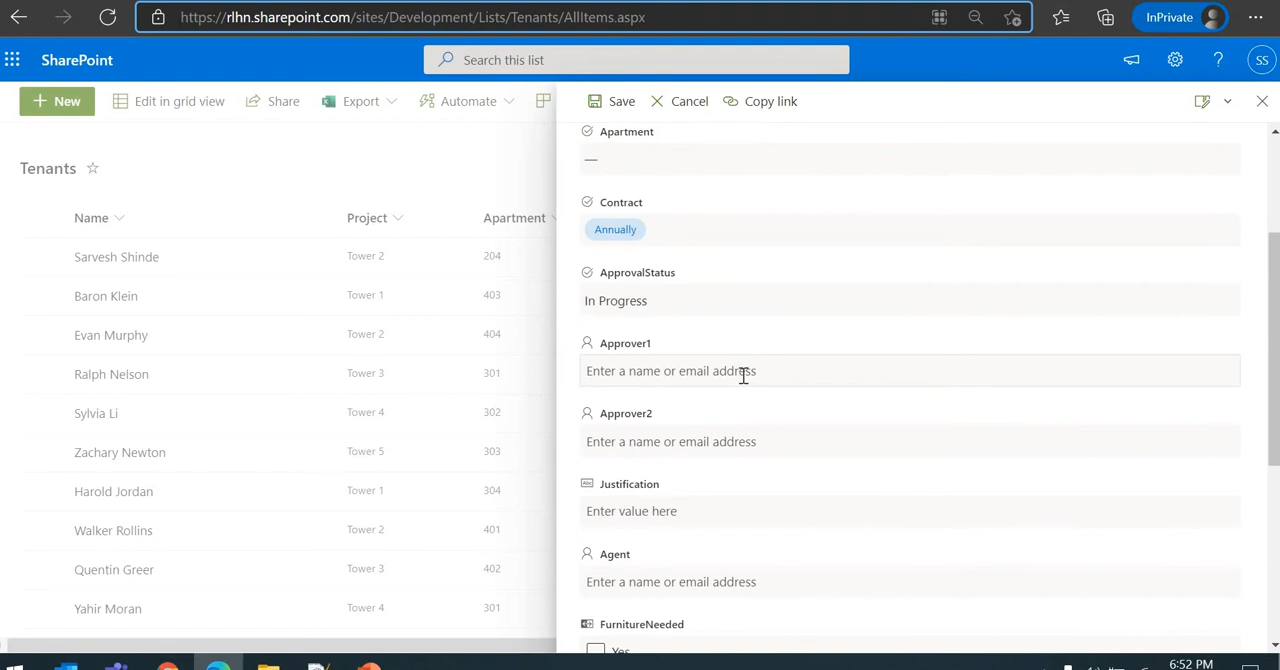 https://rlhn.sharepoint.com/sites/Development/Lists/Tenants/AllItems.aspx
InPrivate
SharePoint
Search this list
SS
New
Edit in grid view
Share
Export
Automate
Save
Cancel
Copy link
Tenants
Name
Project
Apartment
Sarvesh Shinde
Tower 2
204
Baron Klein
Tower 1
403
Evan Murphy
Tower 2
404
Ralph Nelson
Tower 3
301
Sylvia Li
Tower 4
302
Zachary Newton
Tower 5
303
Harold Jordan
Tower 1
304
Walker Rollins
Tower 2
401
Quentin Greer
Tower 3
402
Yahir Moran
Tower 4
301
Apartment
—
Contract
Annually
ApprovalStatus
In Progress
Approver1
Enter a name or email address
Approver2
Enter a name or email address
Abc
Justification
Enter value here
Agent
Enter a name or email address
FurnitureNeeded
Yes
6:52 PM